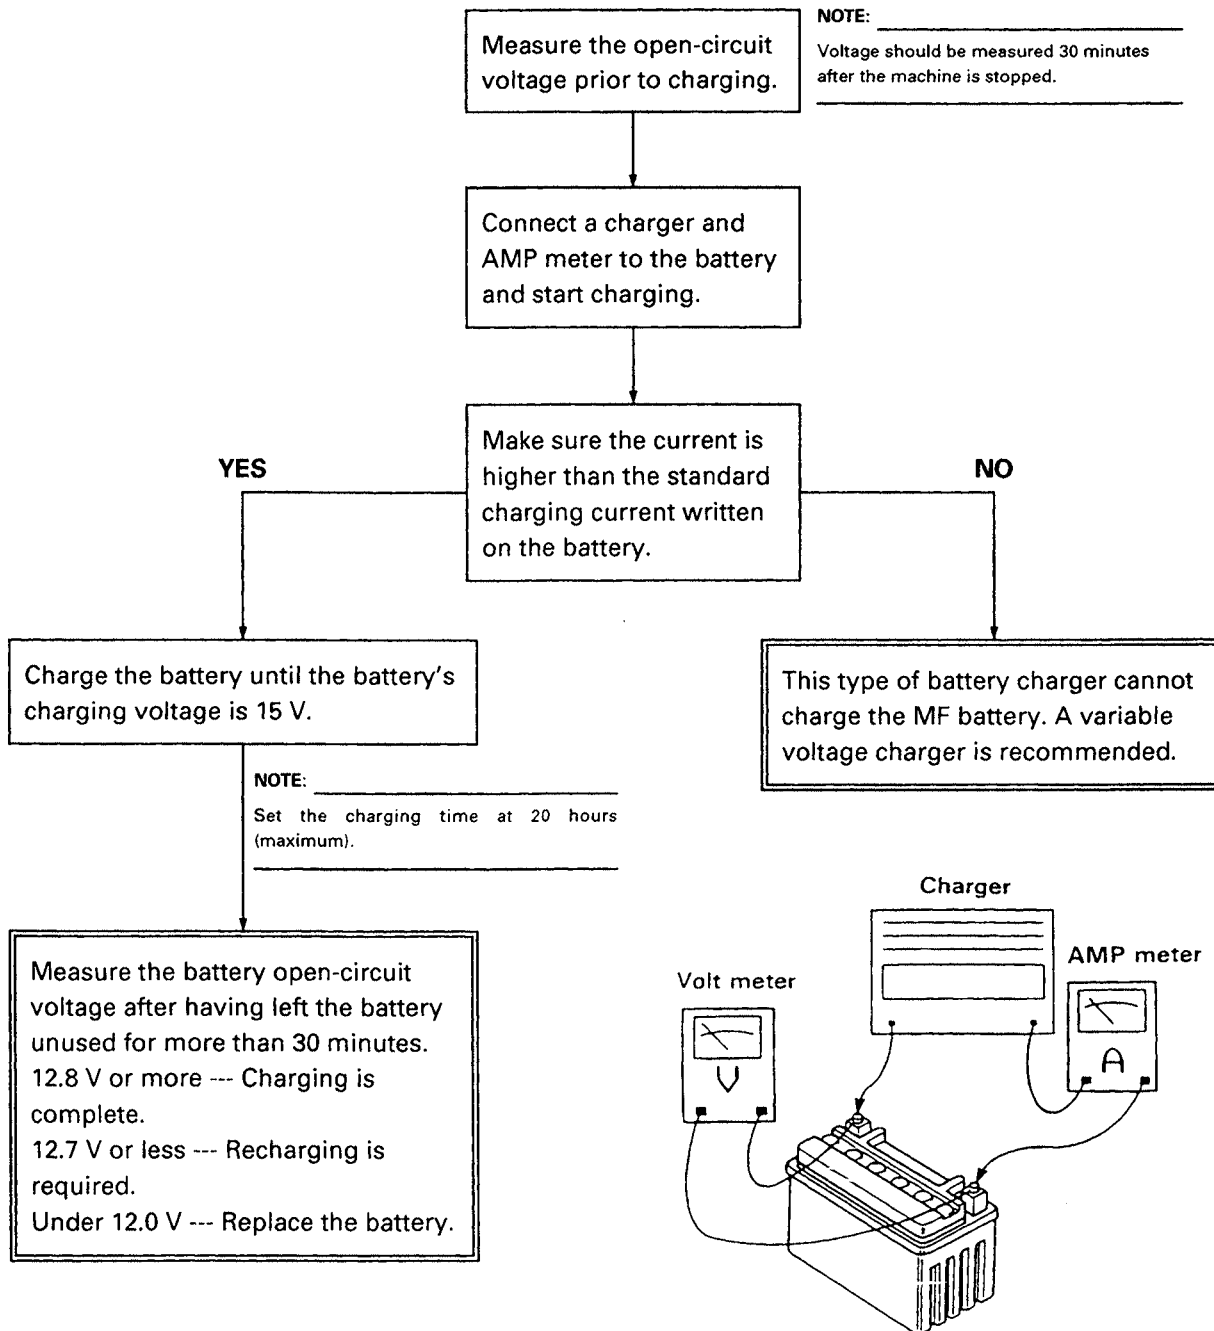 Measure the open-circuit
voltage prior to charging.
NOTE:
Voltage should be measured 30 minutes
after the machine is stopped.
Connect a charger and
AMP meter to the battery
and start charging.
Make sure the current is
higher than the standard
charging current written
on the battery.
YES
NO
Charge the battery until the battery's
charging voltage is 15 V.
This type of battery charger cannot
charge the MF battery. A variable
voltage charger is recommended.
NOTE:
Set the charging time at 20 hours
(maximum).
Measure the battery open-circuit
voltage after having left the battery
unused for more than 30 minutes.
12.8 V or more --- Charging is
complete.
12.7 V or less --- Recharging is
required.
Under 12.0 V --- Replace the battery.
Charger
AMP meter
Volt meter
V
A